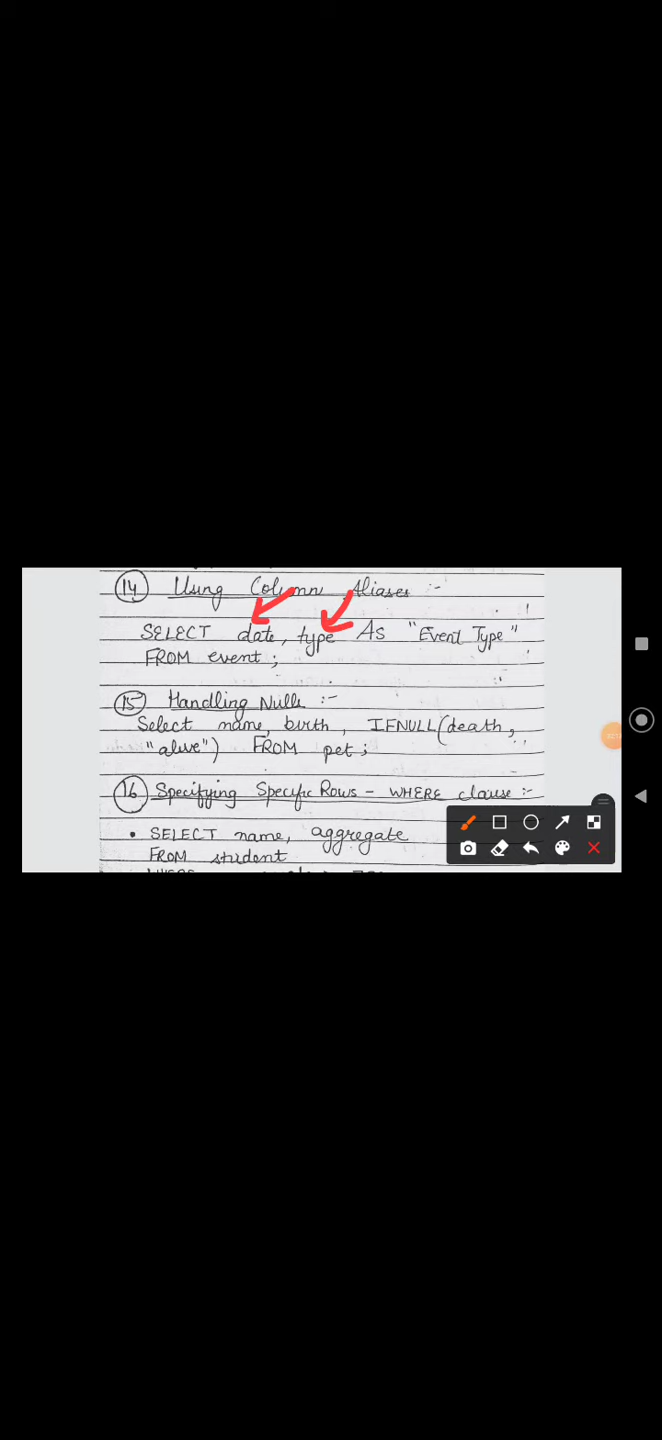 14 Using Column Aliases :-
SELECT date, type As "Event Type"
FROM event ;
15 Handling Nulls :-
Select name, birth , IFNULL(death,
"alive") FROM pet ;
16 Specifying Specific Rows - WHERE clause :-
• SELECT name, aggregate
FROM student
WHERE